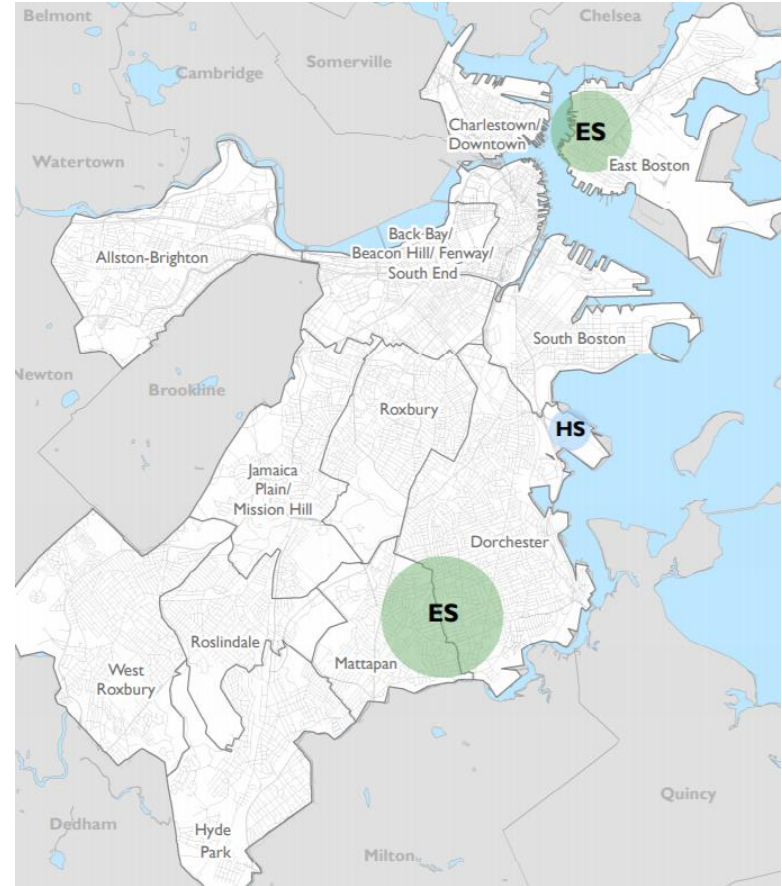 Belmont
Chelsea
Somerville
Cambridge
Charlestown/
Downtown
ES
East Boston
Watertown
Allston-Brighton
Back Bay/
Beacon Hill/ Fenway/
South End
South Boston
Newton
Brookline
Roxbury
HS
Jamaica
Plain/
Mission Hill
Dorchester
ES
Roslindale
Mattapan
West
Roxbury
Quincy
Dedham
Hyde
Park
Milton